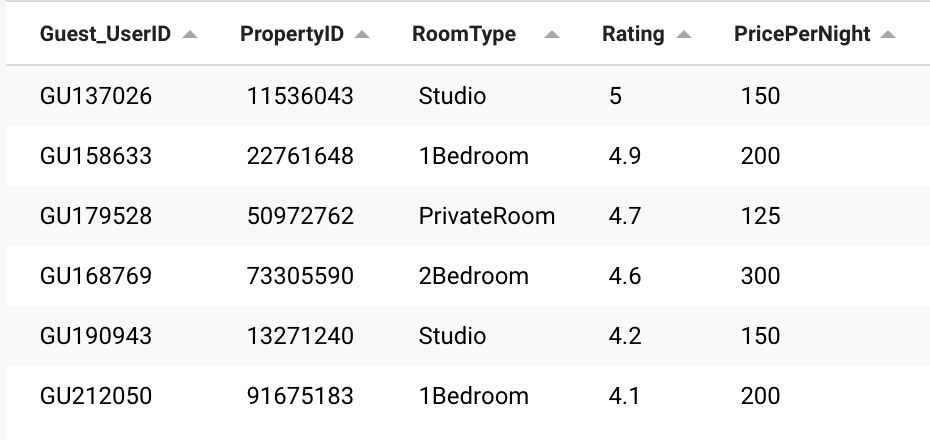 Guest_UserID PropertyID RoomType Rating PricePerNight
GU137026 11536043 Studio 5 150
GU158633 22761648 1Bedroom 4.9 200
GU179528 50972762 PrivateRoom 4.7 125
GU168769 73305590 2Bedroom 4.6 300
GU190943 13271240 Studio 4.2 150
GU212050 91675183 1Bedroom 4.1 200